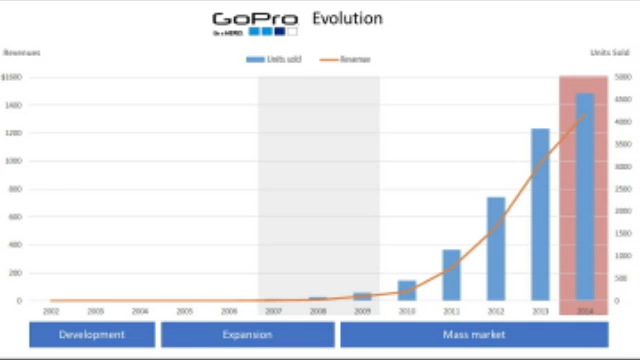 GoPro Evolution
Be a HERO.
Revenues
Units Sold
Units sold
Revenue
$1600
1400
1200
1000
800
600
400
200
0
5000
4500
4000
3500
3000
2500
2000
1500
1000
500
0
2002 2003 2004 2005 2006 2007 2008 2009 2010 2011 2012 2013 2014
Development Expansion Mass market